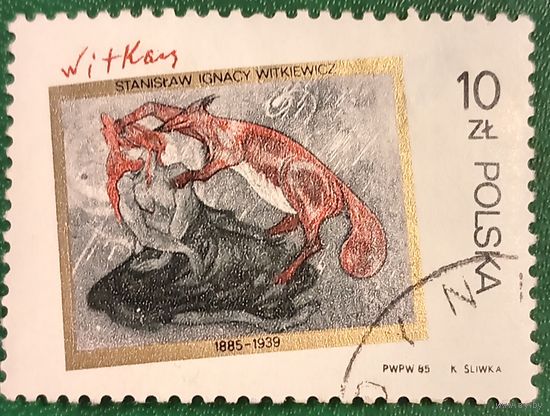 Witkacy
STANISŁAW IGNACY WITKIEWICZ
10
ZŁ
POLSKA
1885-1939
PWPW 85 K ŚLIWKA
I N